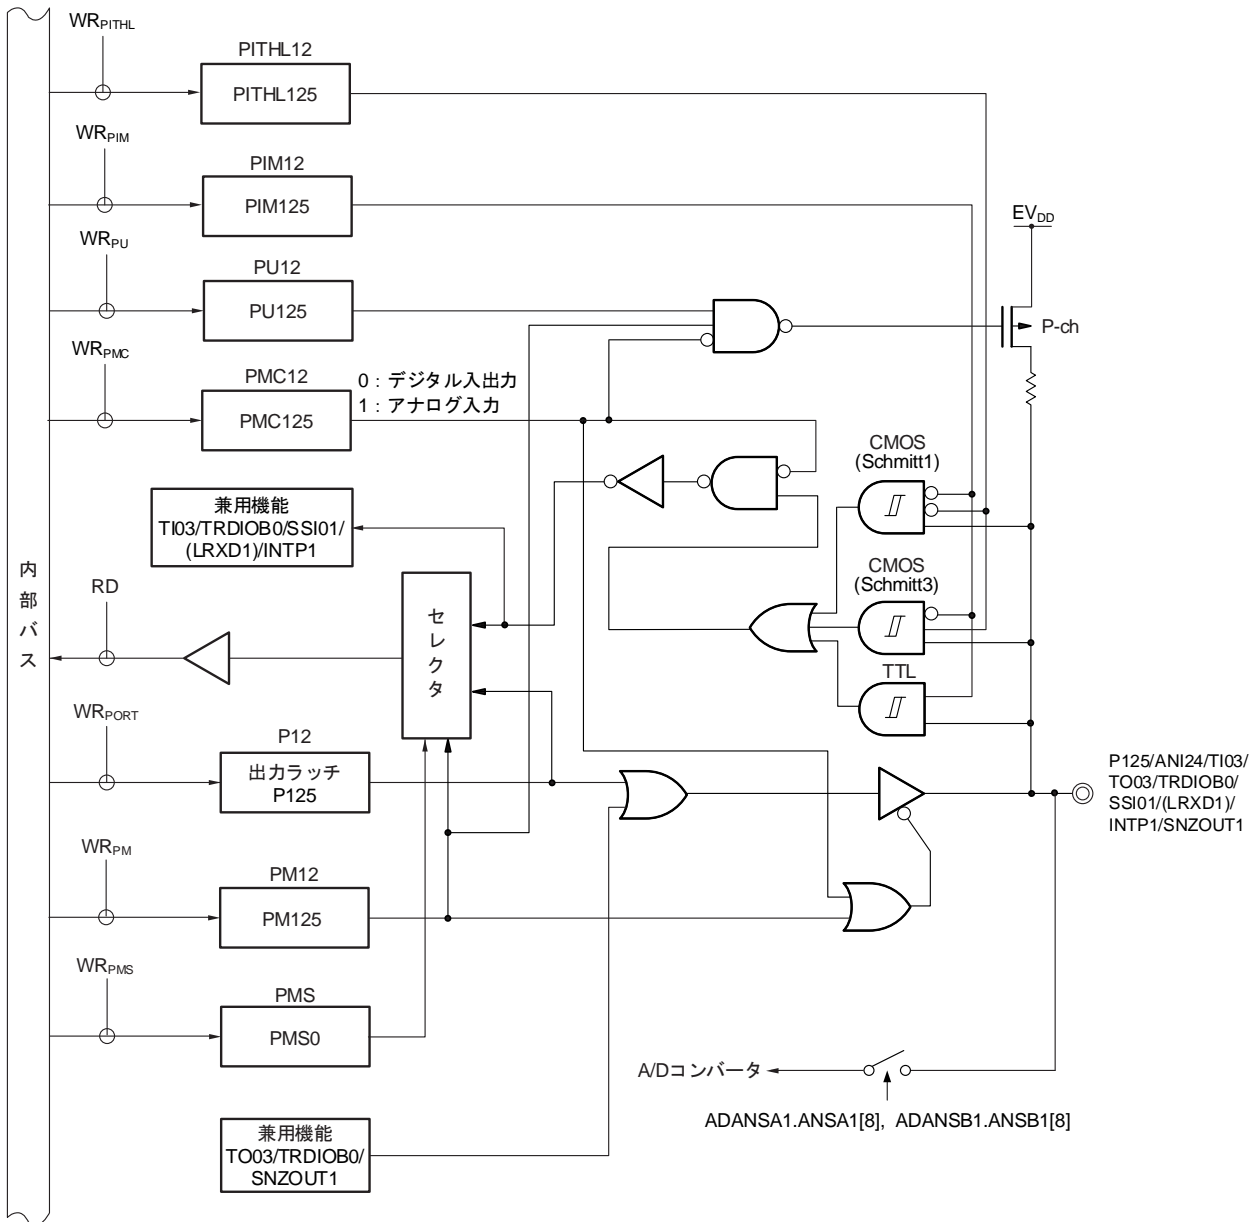 WRPITHL
PITHL12
PITHL125
WRPIM
PIM12
PIM125
WRPU
PU12
PU125
EVDD
P-ch
WRPMC
PMC12
PMC125
0：デジタル入出力
1：アナログ入力
CMOS
(Schmitt1)
兼用機能
TI03/TRDIOB0/SSI01/
(LRXD1)/INTP1
内部バス
RD
セレクタ
CMOS
(Schmitt3)
TTL
WRPORT
P12
出力ラッチ
P125
P125/ANI24/TI03/
TO03/TRDIOB0/
SSI01/(LRXD1)/
INTP1/SNZOUT1
WRPM
PM12
PM125
WRPMS
PMS
PMS0
A/Dコンバータ
ADANSA1.ANSA1[8], ADANSB1.ANSB1[8]
兼用機能
TO03/TRDIOB0/
SNZOUT1